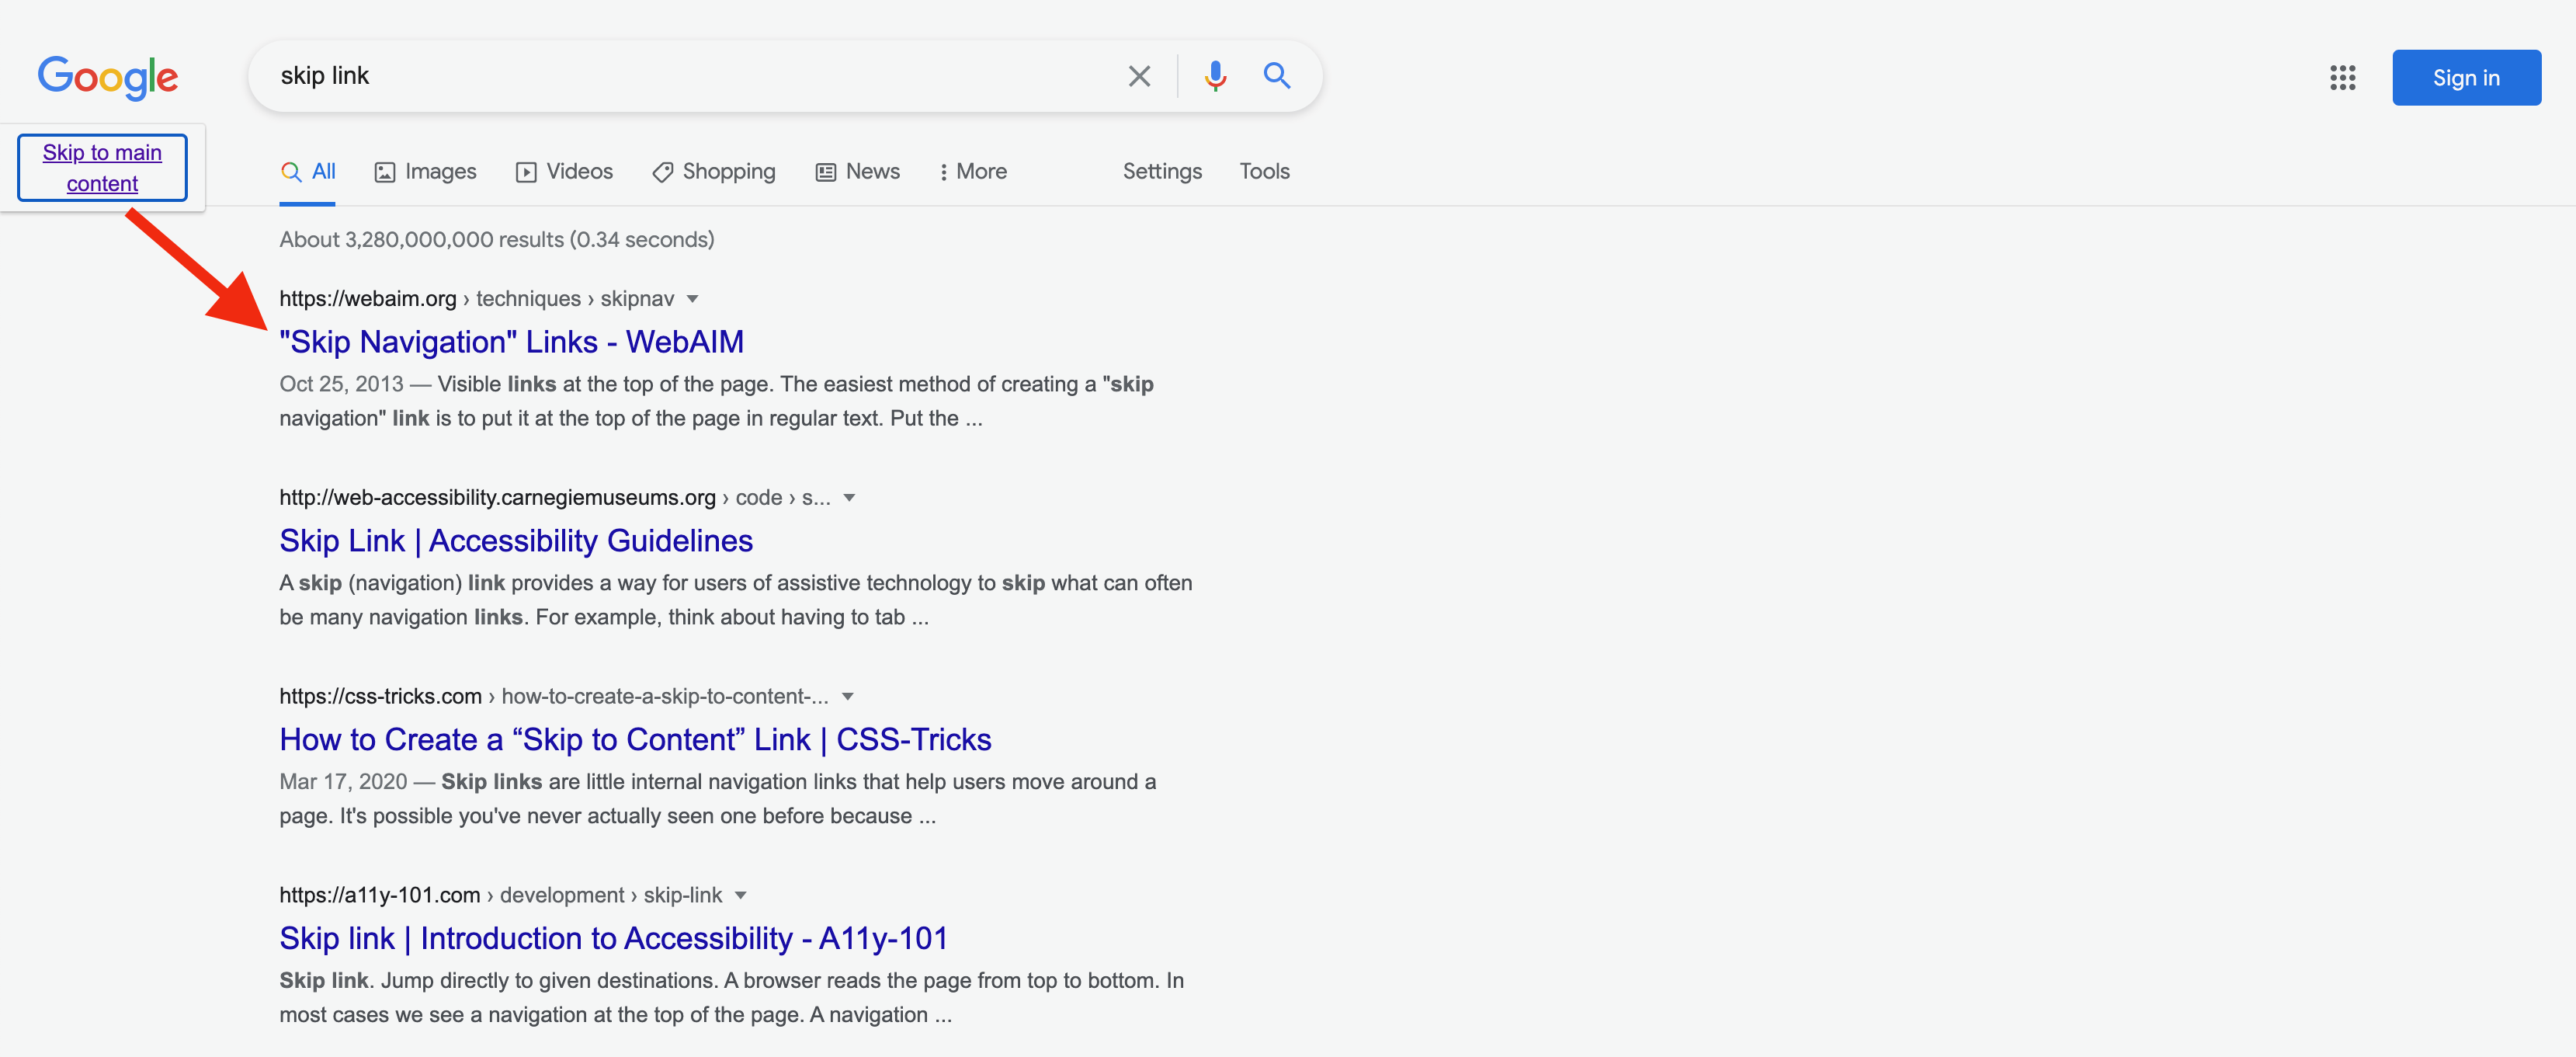 Google
skip link
Sign in
Skip to main
content
All
Images
Videos
Shopping
News
More
Settings
Tools
About 3,280,000,000 results (0.34 seconds)
https://webaim.org › techniques › skipnav
"Skip Navigation" Links - WebAIM
Oct 25, 2013 — Visible links at the top of the page. The easiest method of creating a "skip
navigation" link is to put it at the top of the page in regular text. Put the ...
http://web-accessibility.carnegiemuseums.org › code › s...
Skip Link | Accessibility Guidelines
A skip (navigation) link provides a way for users of assistive technology to skip what can often
be many navigation links. For example, think about having to tab ...
https://css-tricks.com › how-to-create-a-skip-to-content-...
How to Create a “Skip to Content” Link | CSS-Tricks
Mar 17, 2020 — Skip links are little internal navigation links that help users move around a
page. It's possible you've never actually seen one before because ...
https://a11y-101.com › development › skip-link
Skip link | Introduction to Accessibility - A11y-101
Skip link. Jump directly to given destinations. A browser reads the page from top to bottom. In
most cases we see a navigation at the top of the page. A navigation ...